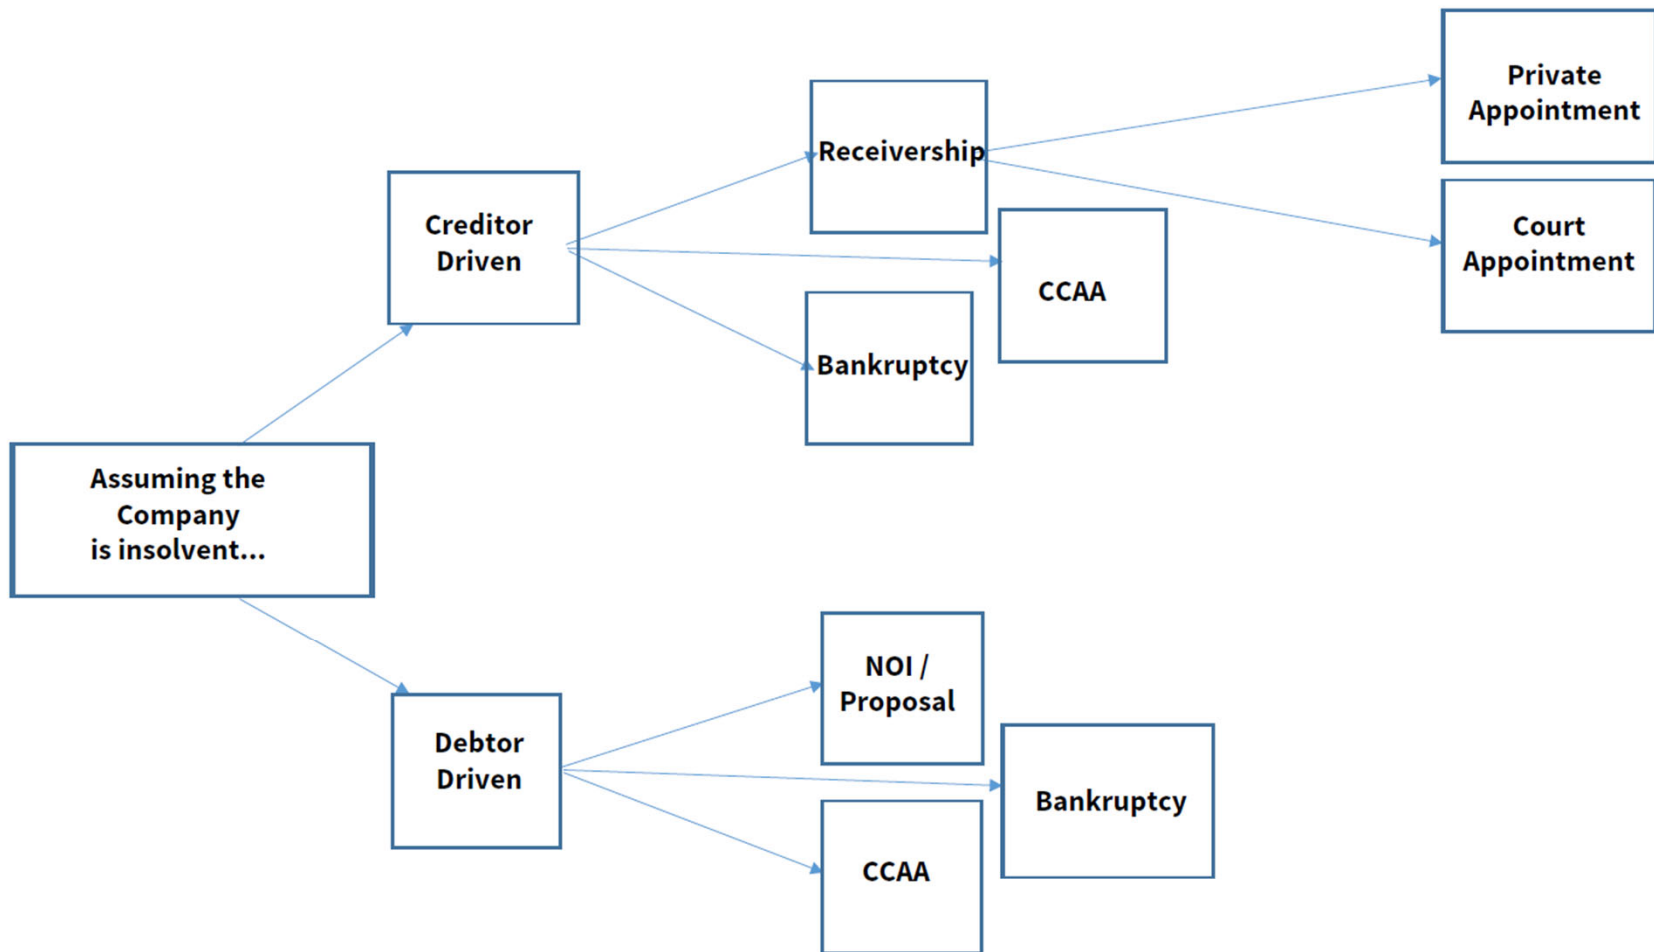 Private
Appointment
Receivership
Court
Appointment
Creditor
Driven
CCAA
Bankruptcy
Assuming the
Company
is insolvent...
NOI /
Proposal
Debtor
Driven
Bankruptcy
CCAA